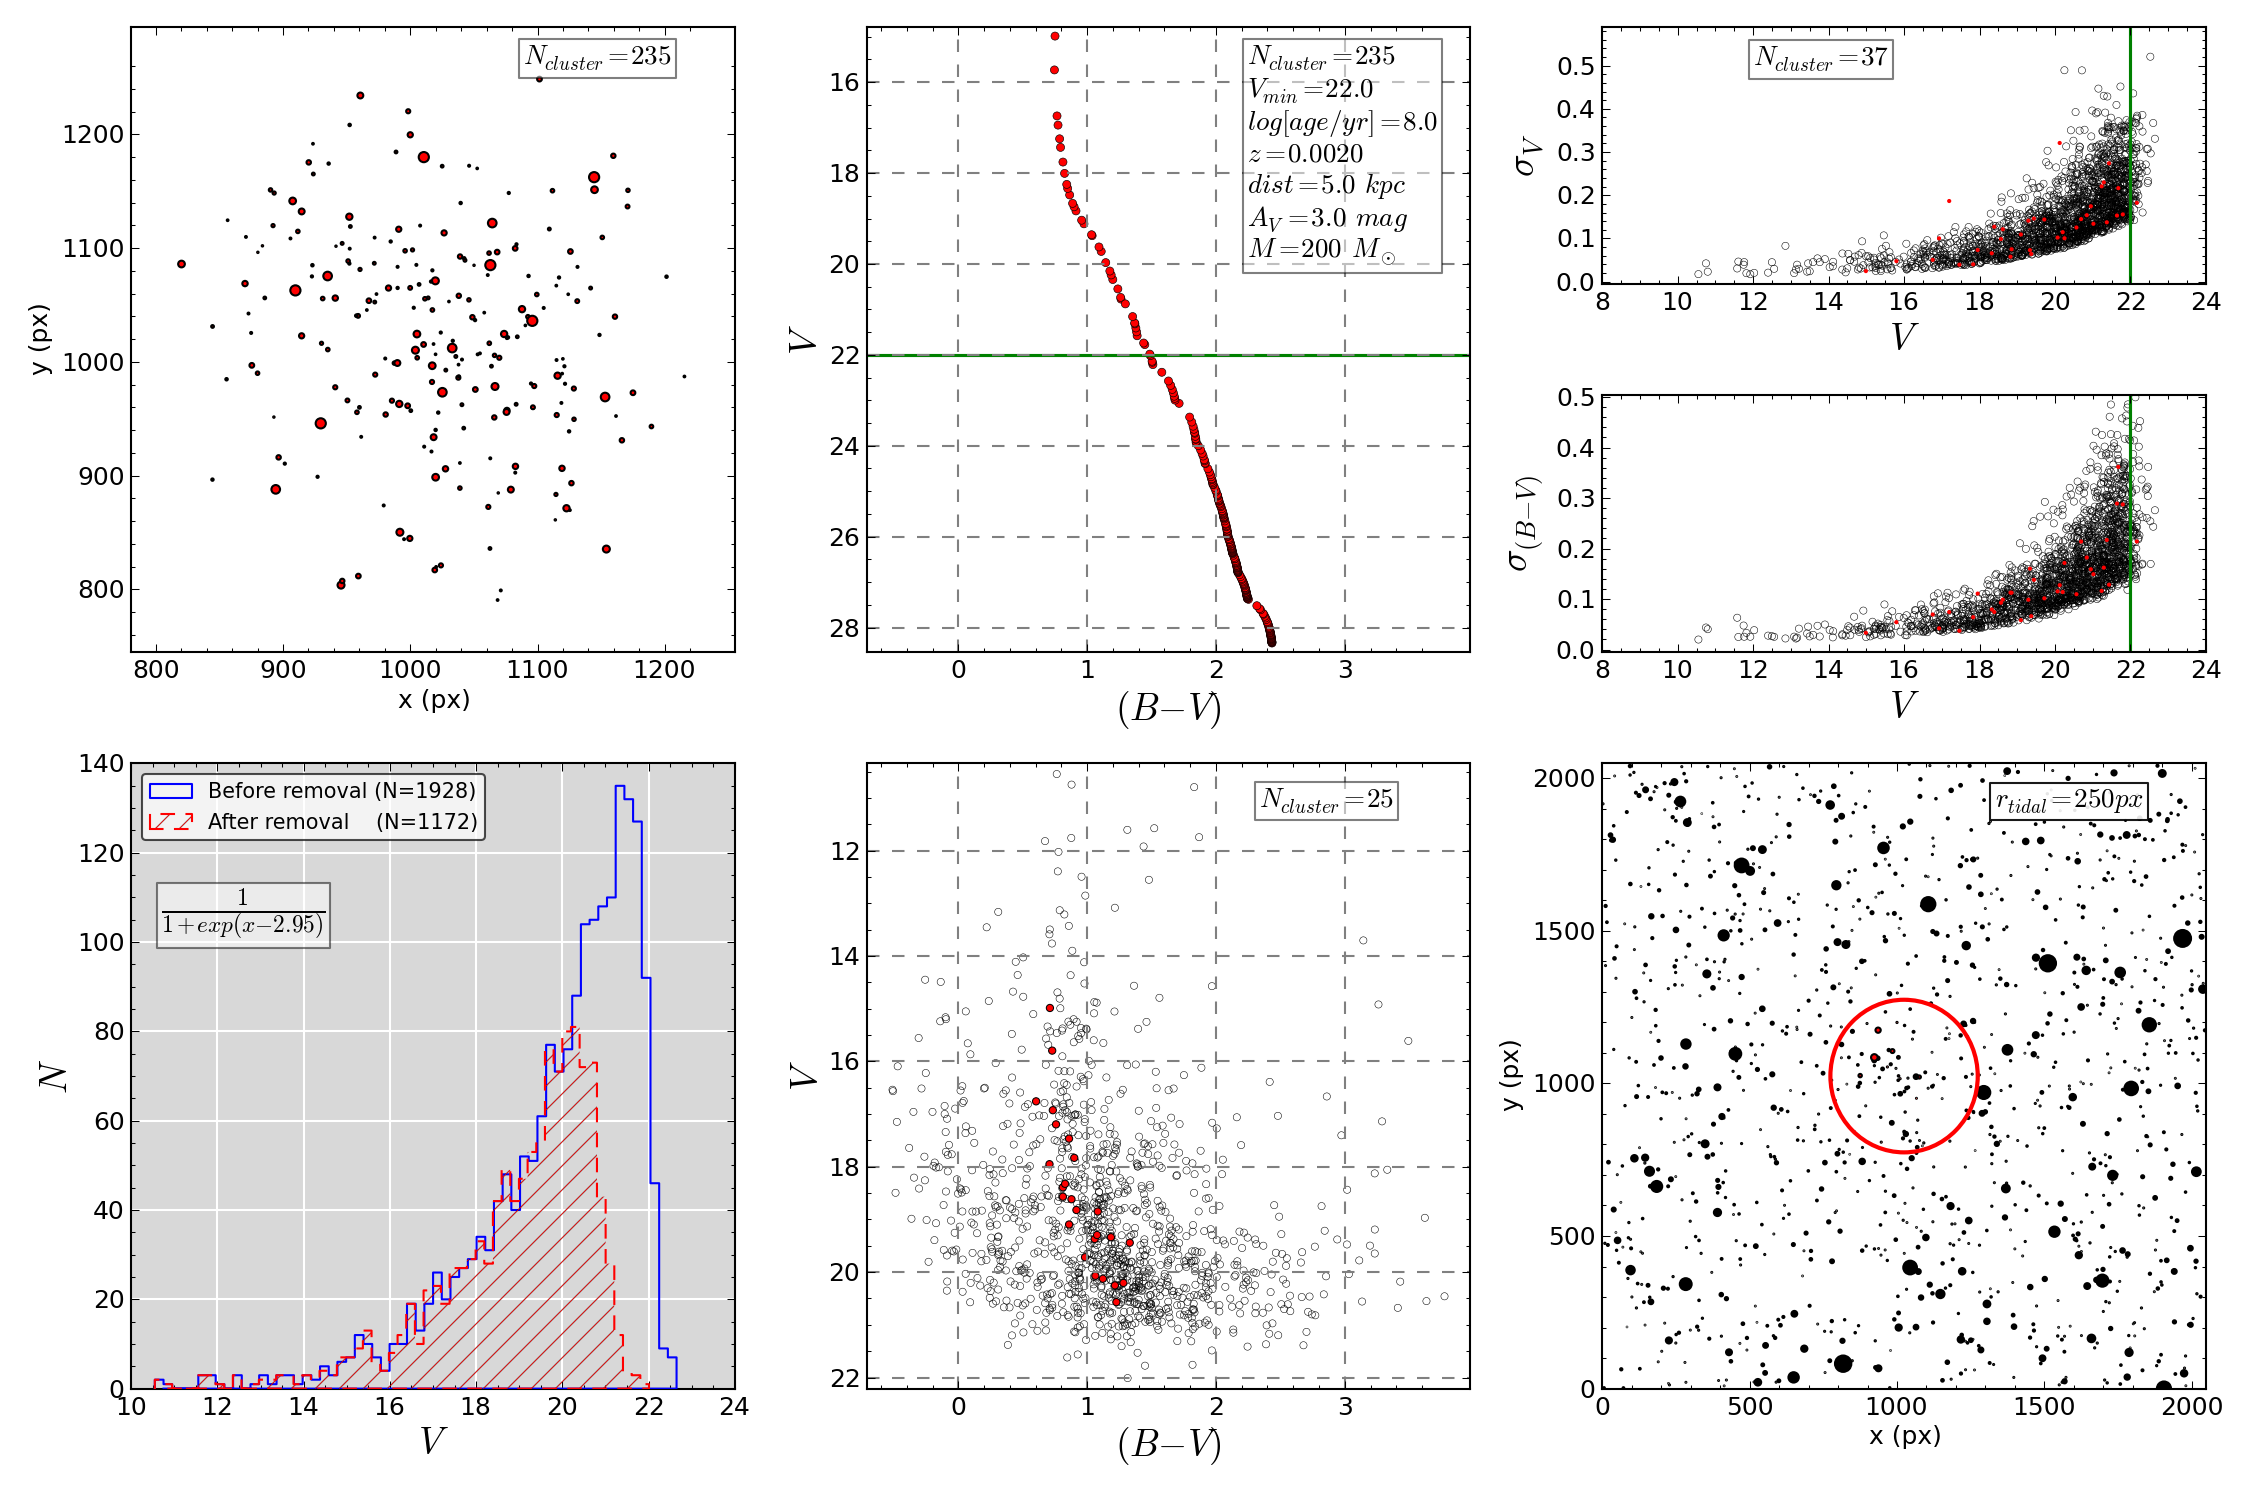 N_cluster=235
1200
1100
1000
900
800
y (px)
800 900 1000 1100 1200
x (px)
N_cluster=235
V_min=22.0
log[age/yr]=8.0
z=0.0020
dist=5.0 kpc
A_V=3.0 mag
M=200 M_⊙
16
18
20
22
24
26
28
V
0 1 2 3
(B−V)
N_cluster=37
0.5
0.4
0.3
0.2
0.1
0.0
σ_V
8 10 12 14 16 18 20 22 24
V
0.5
0.4
0.3
0.2
0.1
0.0
σ_(B−V)
8 10 12 14 16 18 20 22 24
V
Before removal (N=1928)
After removal (N=1172)
1
1+exp(x−2.95)
140
120
100
80
60
40
20
0
N
10 12 14 16 18 20 22 24
V
N_cluster=25
12
14
16
18
20
22
V
0 1 2 3
(B−V)
r_tidal=250px
2000
1500
1000
500
0
y (px)
0 500 1000 1500 2000
x (px)